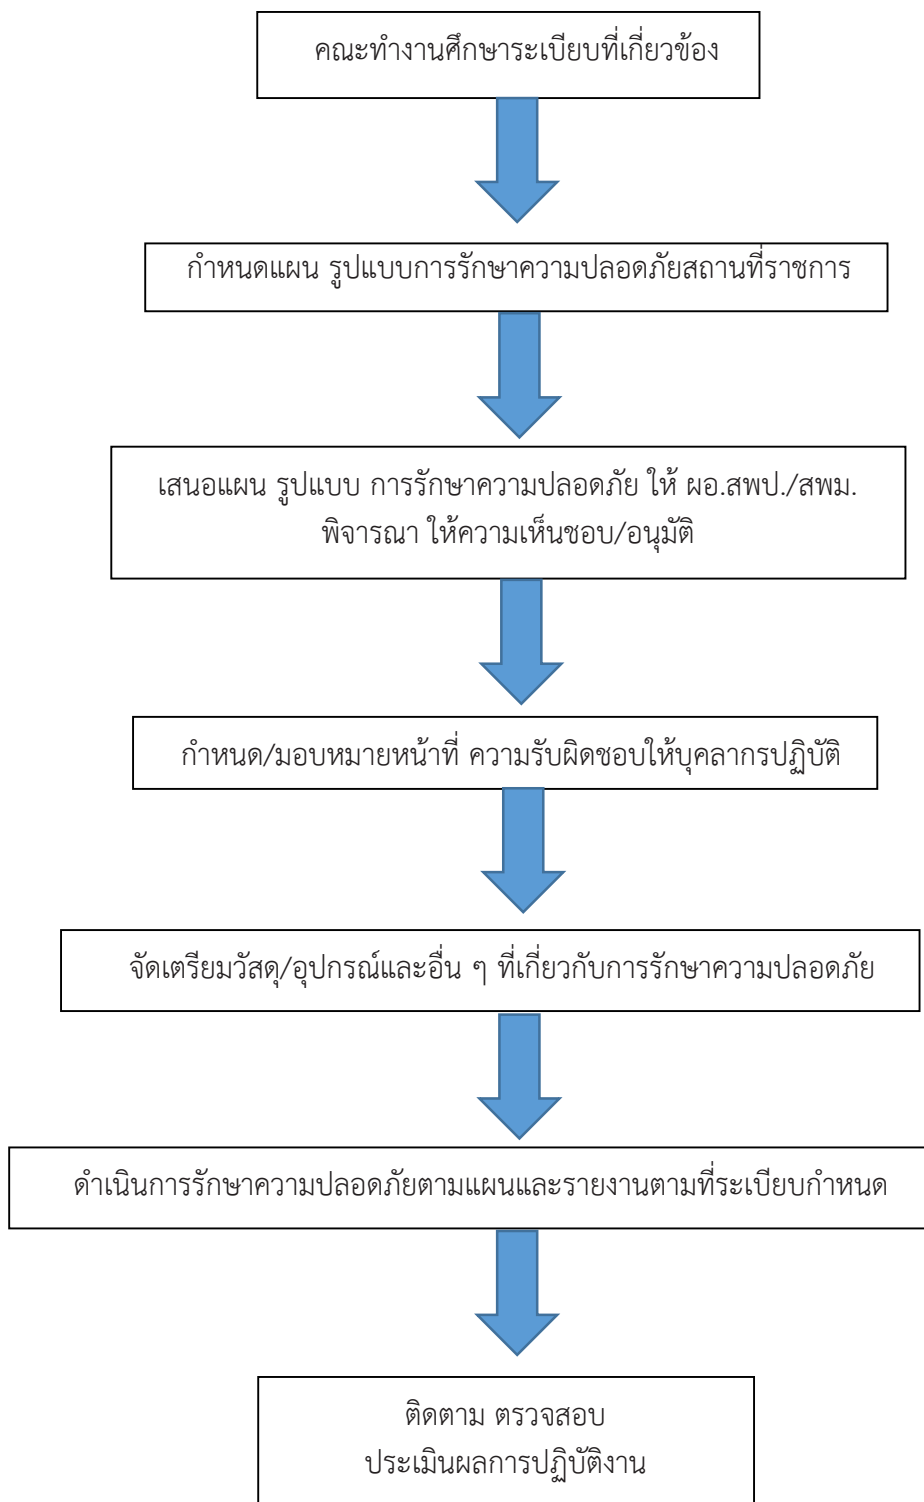 คณะทำงานศึกษาระเบียบที่เกี่ยวข้อง
กำหนดแผน รูปแบบการรักษาความปลอดภัยสถานที่ราชการ
เสนอแผน รูปแบบ การรักษาความปลอดภัย ให้ ผอ.สพป./สพม.
พิจารณา ให้ความเห็นชอบ/อนุมัติ
กำหนด/มอบหมายหน้าที่ ความรับผิดชอบให้บุคลากรปฏิบัติ
จัดเตรียมวัสดุ/อุปกรณ์และอื่น ๆ ที่เกี่ยวกับการรักษาความปลอดภัย
ดำเนินการรักษาความปลอดภัยตามแผนและรายงานตามที่ระเบียบกำหนด
ติดตาม ตรวจสอบ
ประเมินผลการปฏิบัติงาน